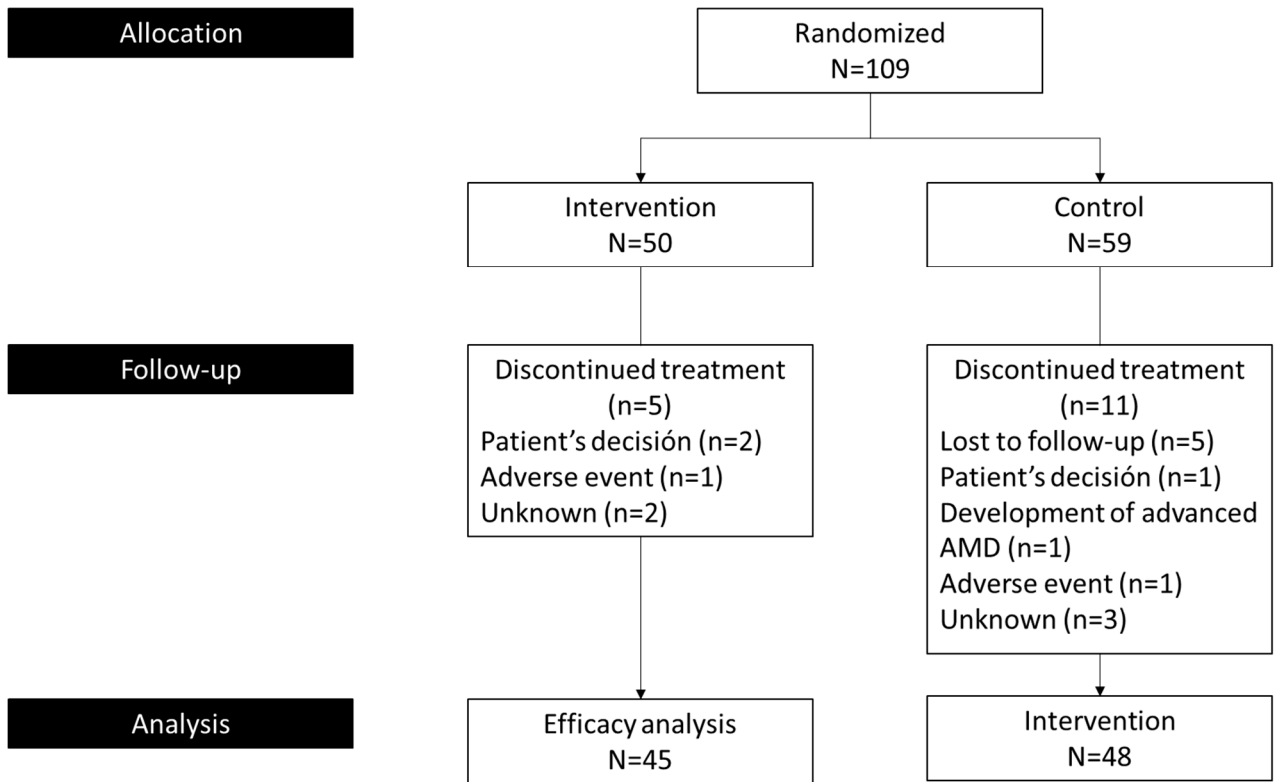 Allocation
Randomized
N=109
Intervention
N=50
Control
N=59
Follow-up
Discontinued treatment
(n=5)
Patient’s decisión (n=2)
Adverse event (n=1)
Unknown (n=2)
Discontinued treatment
(n=11)
Lost to follow-up (n=5)
Patient’s decisión (n=1)
Development of advanced
AMD (n=1)
Adverse event (n=1)
Unknown (n=3)
Analysis
Efficacy analysis
N=45
Intervention
N=48